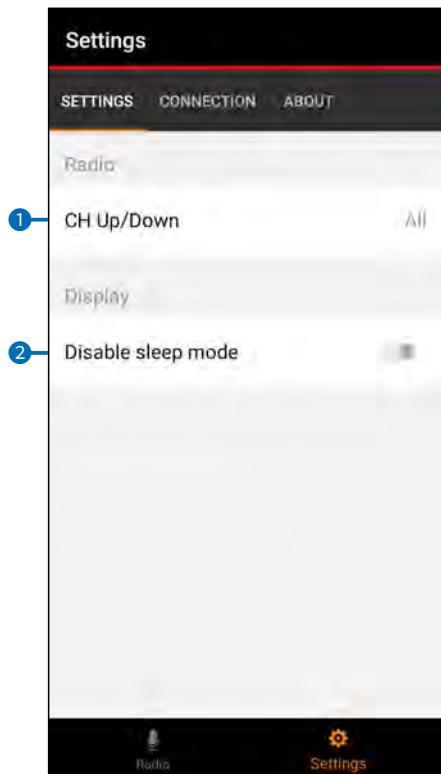 Settings
SETTINGS CONNECTION ABOUT
Radio
1 CH Up/Down All
Display
2 Disable sleep mode
Radio Settings